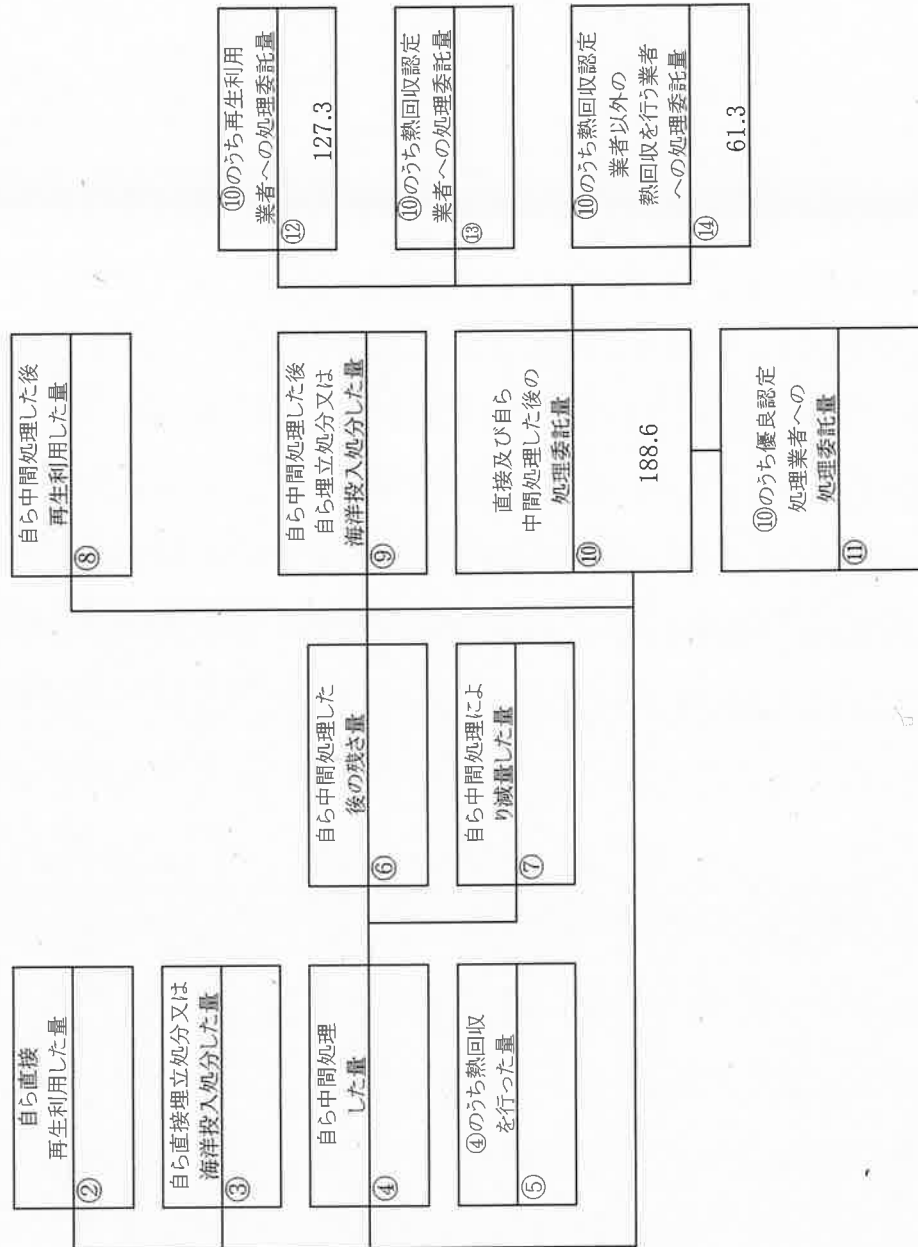 自ら直接
再生利用した量
②
自ら直接埋立処分又は
海洋投入処分した量
③
自ら中間処理
した量
④
④のうち熱回収
を行った量
⑤
自ら中間処理した
後の残さ量
⑥
自ら中間処理によ
り減量した量
⑦
自ら中間処理した後
再生利用した量
⑧
自ら中間処理した後
自ら埋立処分又は
海洋投入処分した量
⑨
直接及び自ら
中間処理した後の
処理委託量
⑩
188.6
⑩のうち優良認定
処理業者への
処理委託量
⑪
⑩のうち再生利用
業者への処理委託量
⑫
127.3
⑩のうち熱回収認定
業者への処理委託量
⑬
⑩のうち熱回収認定
業者以外の
熱回収を行う業者
への処理委託量
⑭
61.3